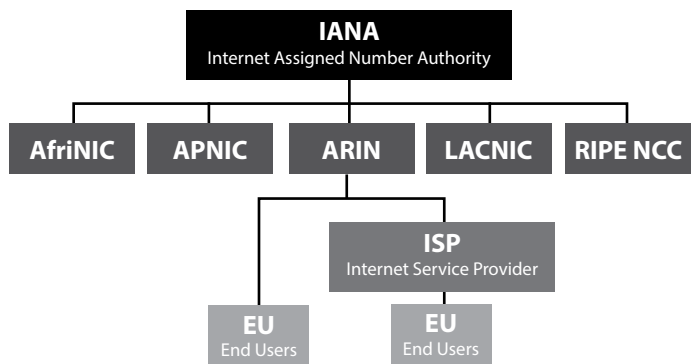 IANA
Internet Assigned Number Authority
AfriNIC
APNIC
ARIN
LACNIC
RIPE NCC
ISP
Internet Service Provider
EU
End Users
EU
End Users